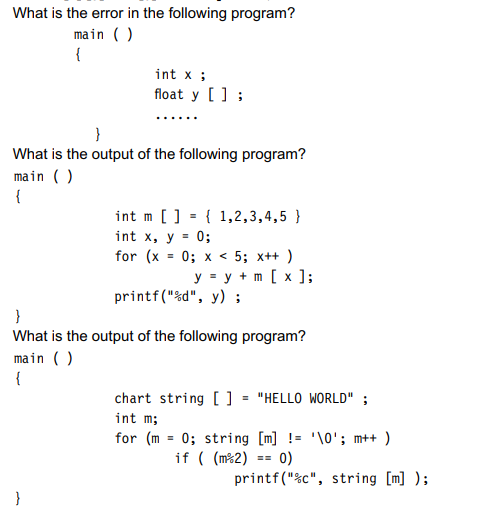 What is the error in the following program?
main ( )
{
int x ;
float y [ ] ;
......
}
What is the output of the following program?
main ( )
{
int m [ ] = { 1,2,3,4,5 }
int x, y = 0;
for (x = 0; x < 5; x++ )
y = y + m [ x ];
printf("%d", y) ;
}
What is the output of the following program?
main ( )
{
chart string [ ] = "HELLO WORLD" ;
int m;
for (m = 0; string [m] != '\0'; m++ )
if ( (m%2) == 0)
printf("%c", string [m] );
}